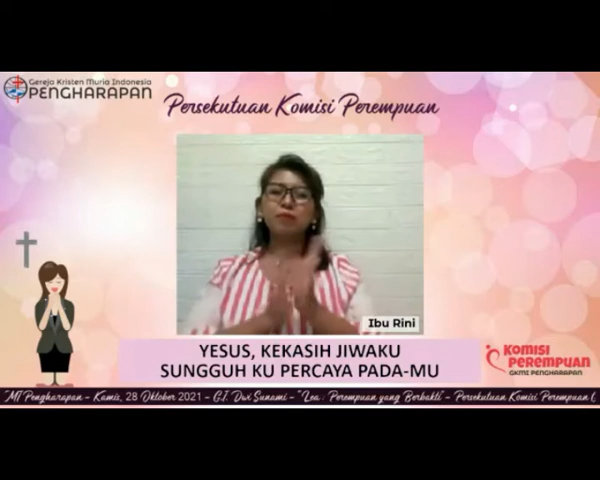 Gereja Kristen Muria Indonesia
PENGHARAPAN
Persekutuan Komisi Perempuan
Ibu Rini
YESUS, KEKASIH JIWAKU
SUNGGUH KU PERCAYA PADA-MU
KOMISI
PEREMPUAN
GKMI PENGHARAPAN
MI Pengharapan - Kamis, 28 Oktober 2021 - G.I. Dwi Sunami - "Lea : Perempuan yang Berbakti" - Persekutuan Komisi Perempuan